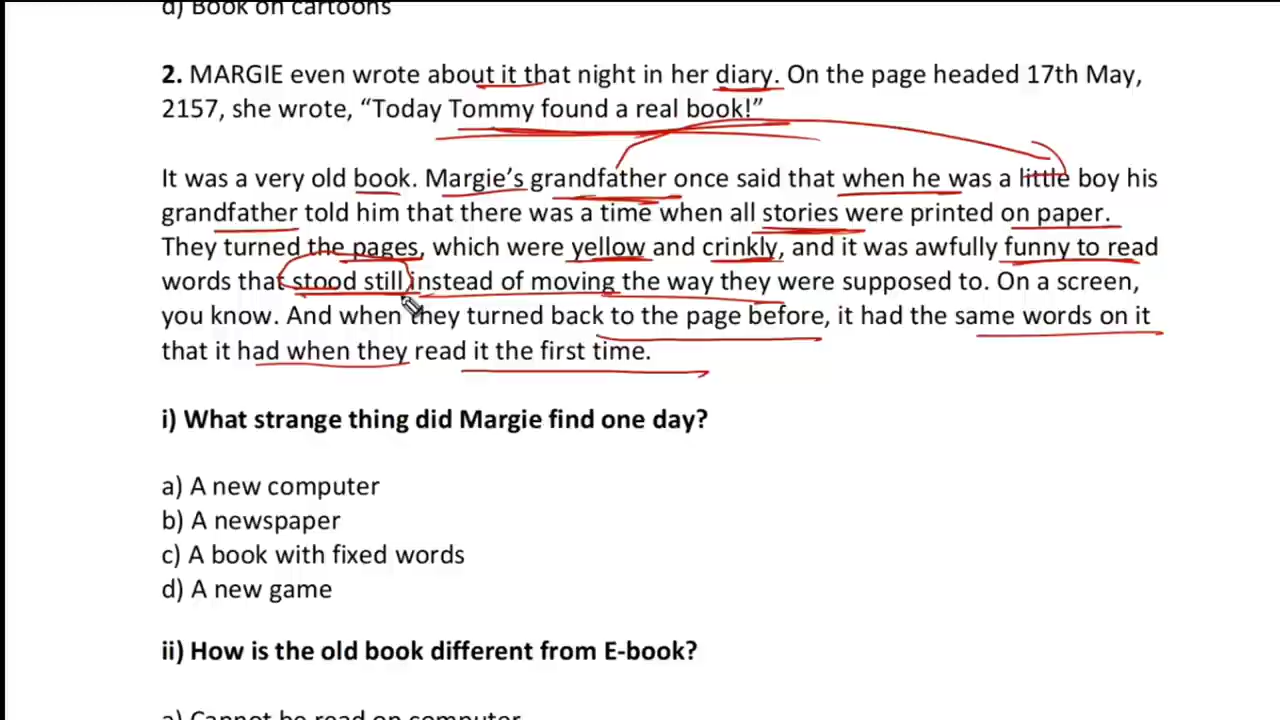 d) Book on cartoons
2. MARGIE even wrote about it that night in her diary. On the page headed 17th May,
2157, she wrote, “Today Tommy found a real book!”
It was a very old book. Margie’s grandfather once said that when he was a little boy his
grandfather told him that there was a time when all stories were printed on paper.
They turned the pages, which were yellow and crinkly, and it was awfully funny to read
words that stood still instead of moving the way they were supposed to. On a screen,
you know. And when they turned back to the page before, it had the same words on it
that it had when they read it the first time.
i) What strange thing did Margie find one day?
a) A new computer
b) A newspaper
c) A book with fixed words
d) A new game
ii) How is the old book different from E-book?
a) Cannot be read on computer